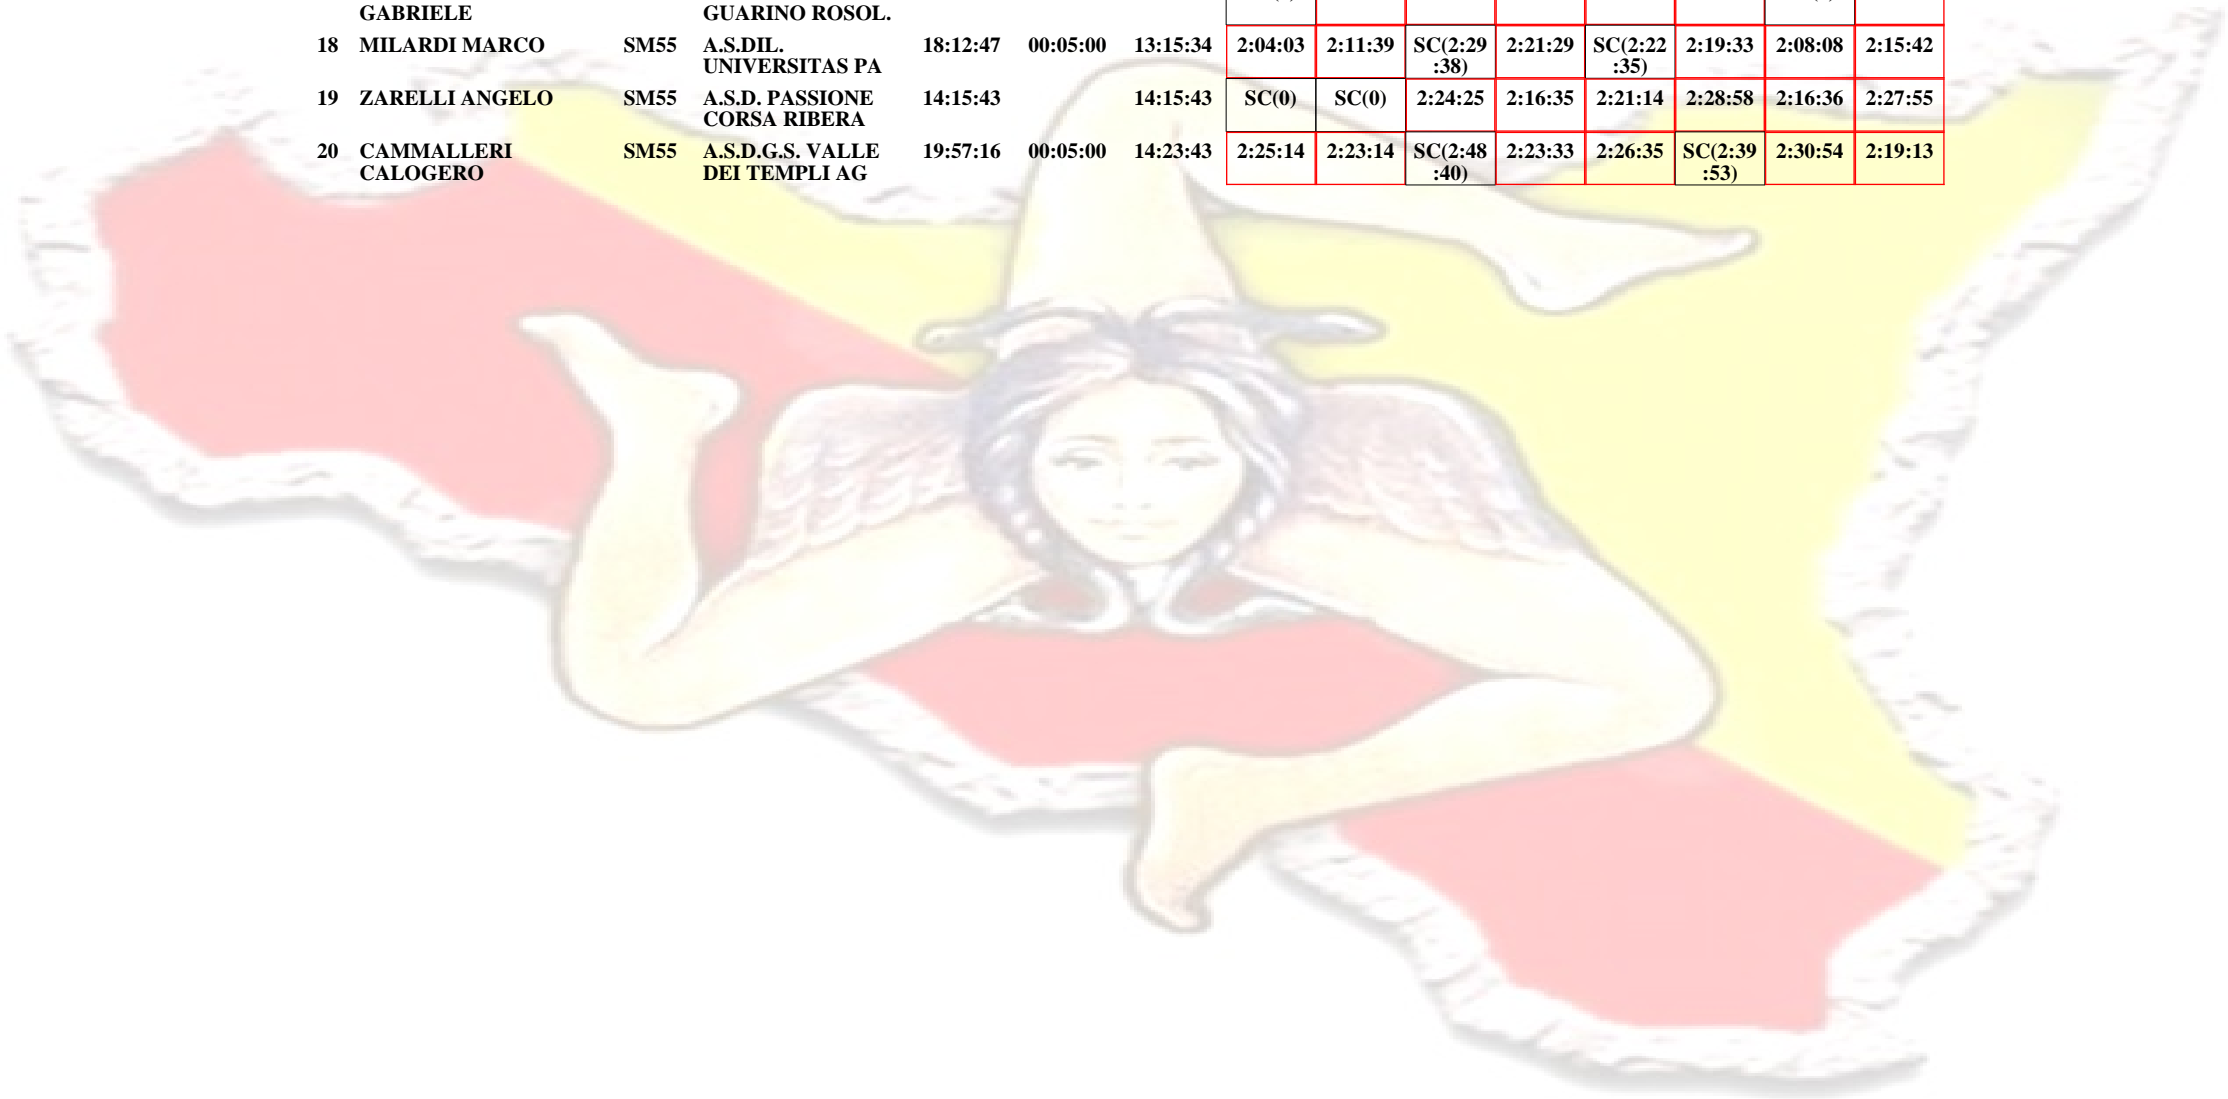 GABRIELE GUARINO ROSOL.
18 MILARDI MARCO SM55 A.S.DIL. 18:12:47 00:05:00 13:15:34 2:04:03 2:11:39 SC(2:29 2:21:29 SC(2:22 2:19:33 2:08:08 2:15:42
UNIVERSITAS PA :38) :35)
19 ZARELLI ANGELO SM55 A.S.D. PASSIONE 14:15:43 14:15:43 SC(0) SC(0) 2:24:25 2:16:35 2:21:14 2:28:58 2:16:36 2:27:55
CORSA RIBERA
20 CAMMALLERI SM55 A.S.D.G.S. VALLE 19:57:16 00:05:00 14:23:43 2:25:14 2:23:14 SC(2:48 2:23:33 2:26:35 SC(2:39 2:30:54 2:19:13
CALOGERO DEI TEMPLI AG :40) :53)